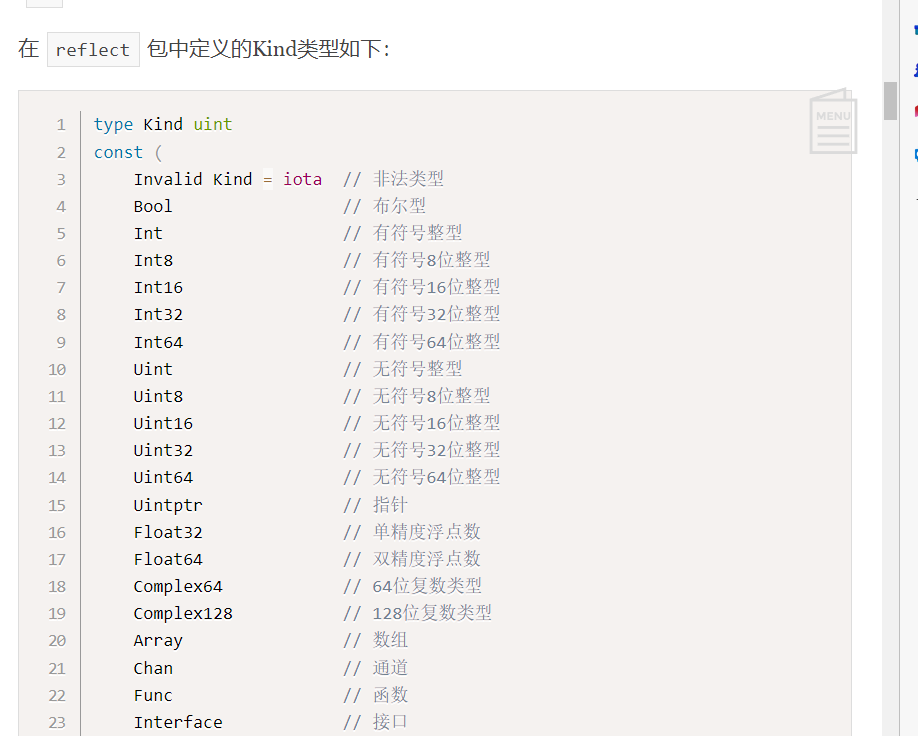 在 reflect 包中定义的Kind类型如下：
MENU
1 type Kind uint
2 const (
3 Invalid Kind = iota // 非法类型
4 Bool // 布尔型
5 Int // 有符号整型
6 Int8 // 有符号8位整型
7 Int16 // 有符号16位整型
8 Int32 // 有符号32位整型
9 Int64 // 有符号64位整型
10 Uint // 无符号整型
11 Uint8 // 无符号8位整型
12 Uint16 // 无符号16位整型
13 Uint32 // 无符号32位整型
14 Uint64 // 无符号64位整型
15 Uintptr // 指针
16 Float32 // 单精度浮点数
17 Float64 // 双精度浮点数
18 Complex64 // 64位复数类型
19 Complex128 // 128位复数类型
20 Array // 数组
21 Chan // 通道
22 Func // 函数
23 Interface // 接口